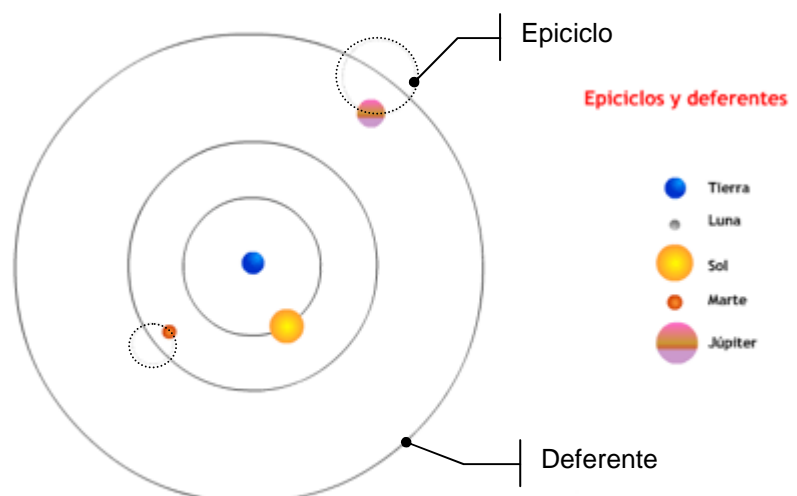 Epiciclo
Epiciclos y deferentes
Tierra
Luna
Sol
Marte
Júpiter
Deferente